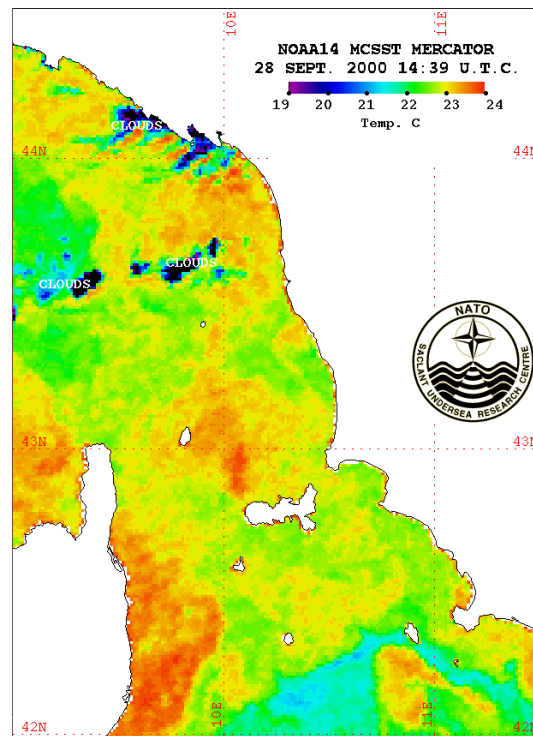 10E
11E
NOAA14 MCSST MERCATOR
28 SEPT. 2000 14:39 U.T.C.
19 20 21 22 23 24
Temp. C
CLOUDS
44N 44N
CLOUDS
CLOUDS
NATO
SACLANT UNDERSEA RESEARCH CENTRE
43N 43N
10E
11E
42N 42N